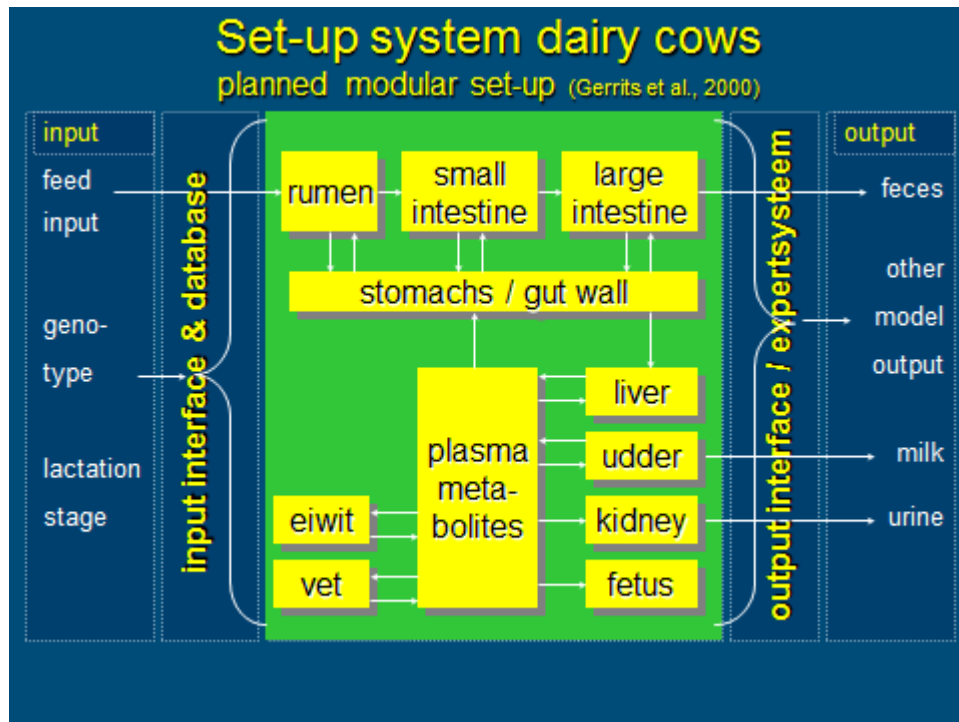 Set-up system dairy cows
planned modular set-up (Gerrits et al., 2000)
input
feed
input
geno-
type
lactation
stage
input interface & database
rumen
small
intestine
large
intestine
stomachs / gut wall
plasma
meta-
bolites
liver
udder
kidney
fetus
eiwit
vet
output interface / expertsysteem
output
feces
other
model
output
milk
urine